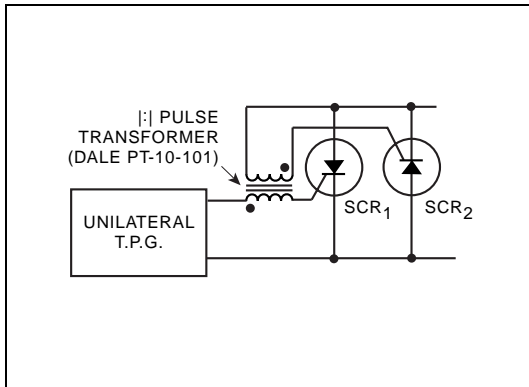 |:| PULSE
TRANSFORMER
(DALE PT-10-101)
UNILATERAL
T.P.G.
SCR1
SCR2